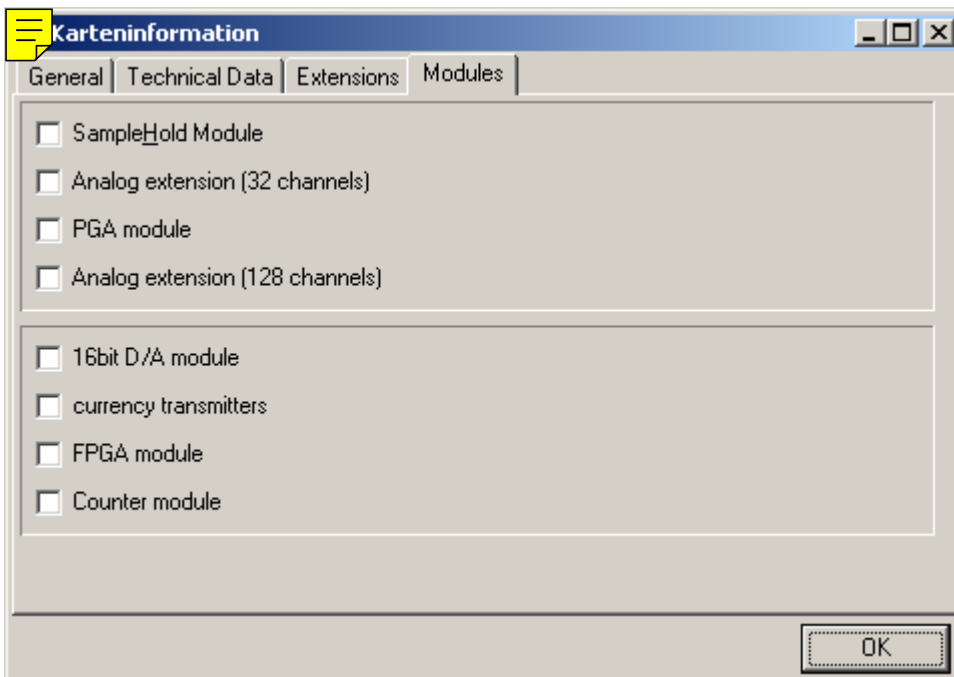 Karteninformation
General Technical Data Extensions Modules
SampleHold Module
Analog extension (32 channels)
PGA module
Analog extension (128 channels)
16bit D/A module
currency transmitters
FPGA module
Counter module
OK